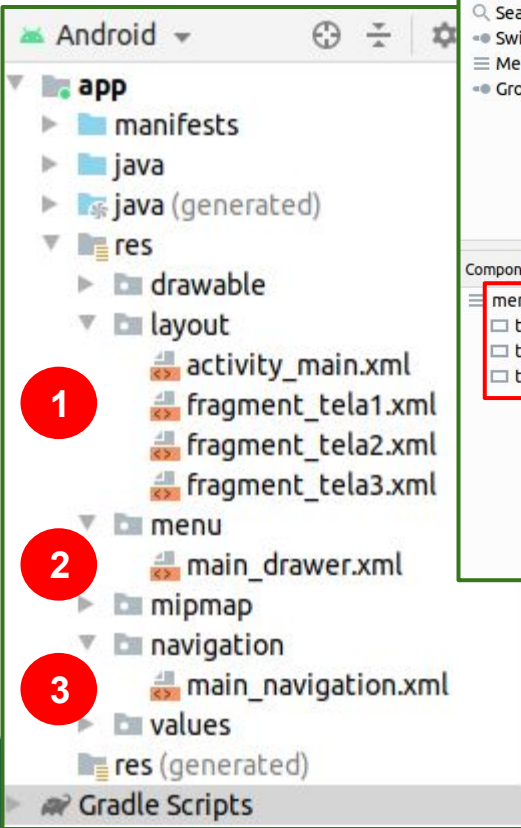 Android
app
manifests
java
java (generated)
res
drawable
layout
activity_main.xml
1
fragment_tela1.xml
fragment_tela2.xml
fragment_tela3.xml
menu
2
main_drawer.xml
mipmap
navigation
3
main_navigation.xml
values
res (generated)
Gradle Scripts